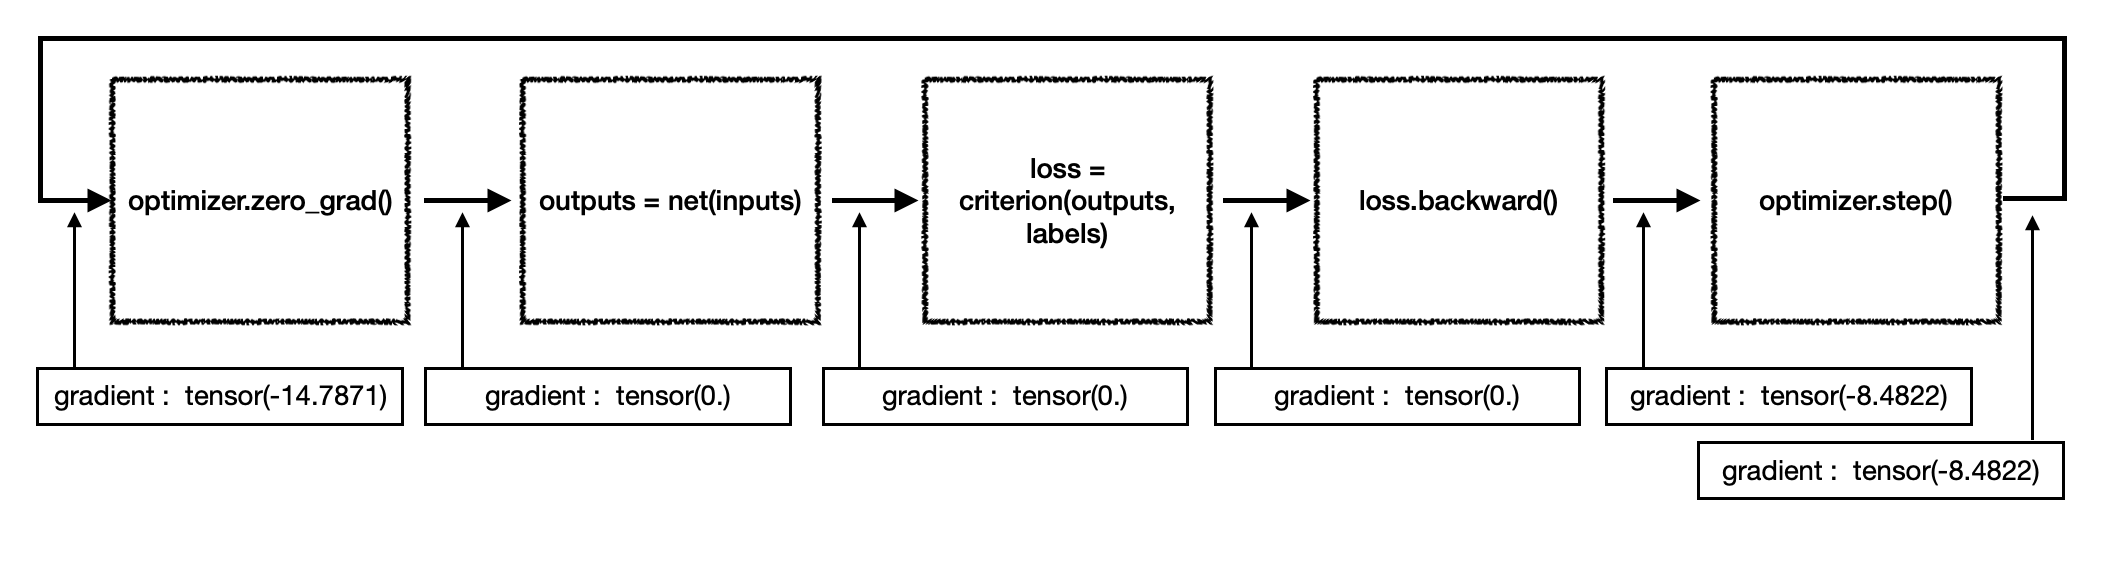 optimizer.zero_grad()
outputs = net(inputs)
loss =
criterion(outputs,
labels)
loss.backward()
optimizer.step()
gradient :  tensor(-14.7871)
gradient :  tensor(0.)
gradient :  tensor(0.)
gradient :  tensor(0.)
gradient :  tensor(-8.4822)
gradient :  tensor(-8.4822)